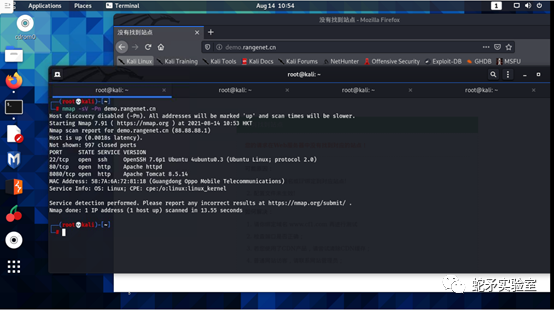 Applications
Places
Terminal
Aug 14 10:54
1
没有找到站点 - Mozilla Firefox
没有找到站点
demo.rangenet.cn
Kali Linux
Kali Training
Kali Tools
Kali Docs
Kali Forums
NetHunter
Offensive Security
Exploit-DB
GHDB
MSFU
cdrom0
root@kali: ~
root@kali: ~
root@kali: ~
root@kali: ~
root@kali: ~
(root💀kali)-[~]
# nmap -sV -Pn demo.rangenet.cn
Host discovery disabled (-Pn). All addresses will be marked 'up' and scan times will be slower.
Starting Nmap 7.91 ( https://nmap.org ) at 2021-08-14 10:53 HKT
Nmap scan report for demo.rangenet.cn (88.88.88.1)
Host is up (0.0018s latency).
Not shown: 997 closed ports
PORT STATE SERVICE VERSION
22/tcp open ssh OpenSSH 7.6p1 Ubuntu 4ubuntu0.3 (Ubuntu Linux; protocol 2.0)
80/tcp open http Apache httpd
8080/tcp open http Apache Tomcat 8.5.14
MAC Address: 58:7A:6A:72:81:18 (Guangdong Oppo Mobile Telecommunications)
Service Info: OS: Linux; CPE: cpe:/o:linux:linux_kernel
Service detection performed. Please report any incorrect results at https://nmap.org/submit/ .
Nmap done: 1 IP address (1 host up) scanned in 13.55 seconds
(root💀kali)-[~]
#
蛇矛实验室